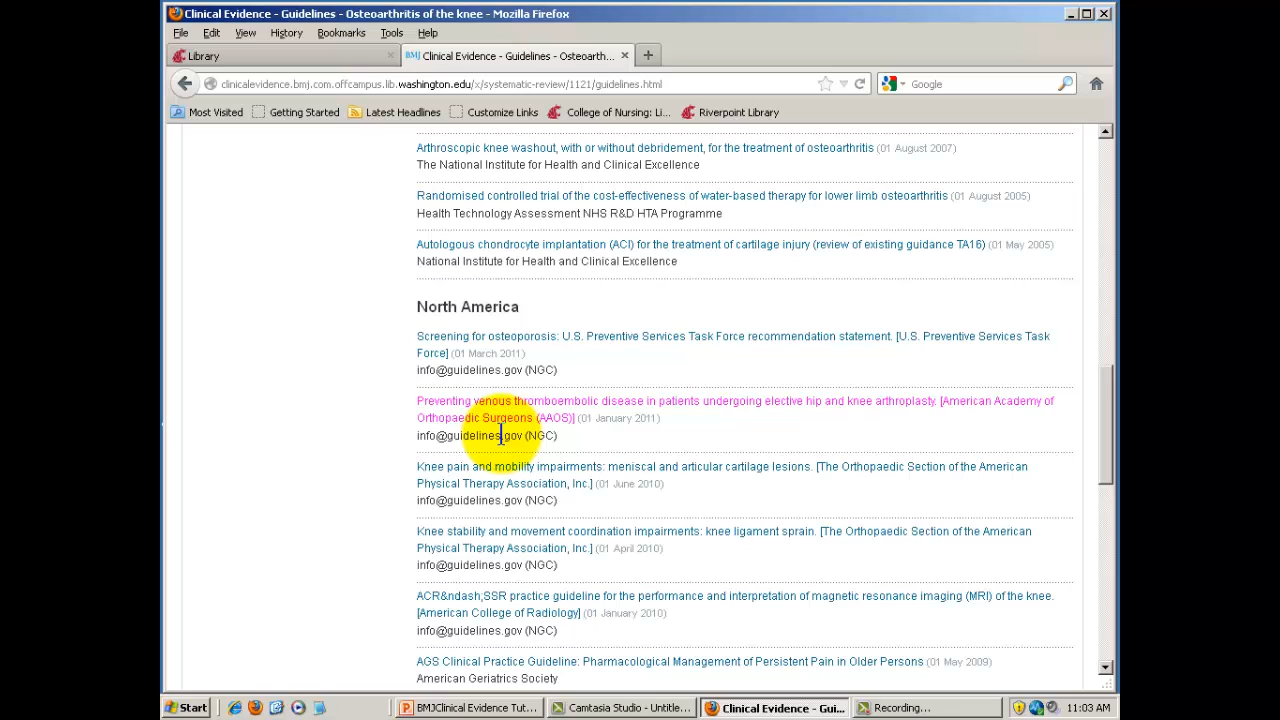 Clinical Evidence - Guidelines - Osteoarthritis of the knee - Mozilla Firefox
File Edit View History Bookmarks Tools Help
Library
BMJ Clinical Evidence - Guidelines - Osteoarth...
clinicalevidence.bmj.com.offcampus.lib.washington.edu/x/systematic-review/1121/guidelines.html
Google
Most Visited Getting Started Latest Headlines Customize Links College of Nursing: Li... Riverpoint Library
Arthroscopic knee washout, with or without debridement, for the treatment of osteoarthritis (01 August 2007)
The National Institute for Health and Clinical Excellence
Randomised controlled trial of the cost-effectiveness of water-based therapy for lower limb osteoarthritis (01 August 2005)
Health Technology Assessment NHS R&D HTA Programme
Autologous chondrocyte implantation (ACI) for the treatment of cartilage injury (review of existing guidance TA16) (01 May 2005)
National Institute for Health and Clinical Excellence
North America
Screening for osteoporosis: U.S. Preventive Services Task Force recommendation statement. [U.S. Preventive Services Task
Force] (01 March 2011)
info@guidelines.gov (NGC)
Preventing venous thromboembolic disease in patients undergoing elective hip and knee arthroplasty. [American Academy of
Orthopaedic Surgeons (AAOS)] (01 January 2011)
info@guidelines.gov (NGC)
Knee pain and mobility impairments: meniscal and articular cartilage lesions. [The Orthopaedic Section of the American
Physical Therapy Association, Inc.] (01 June 2010)
info@guidelines.gov (NGC)
Knee stability and movement coordination impairments: knee ligament sprain. [The Orthopaedic Section of the American
Physical Therapy Association, Inc.] (01 April 2010)
info@guidelines.gov (NGC)
ACR&ndash;SSR practice guideline for the performance and interpretation of magnetic resonance imaging (MRI) of the knee.
[American College of Radiology] (01 January 2010)
info@guidelines.gov (NGC)
AGS Clinical Practice Guideline: Pharmacological Management of Persistent Pain in Older Persons (01 May 2009)
American Geriatrics Society
Start BMJClinical Evidence Tut... Camtasia Studio - Untitle... Clinical Evidence - Gui... Recording... 11:03 AM